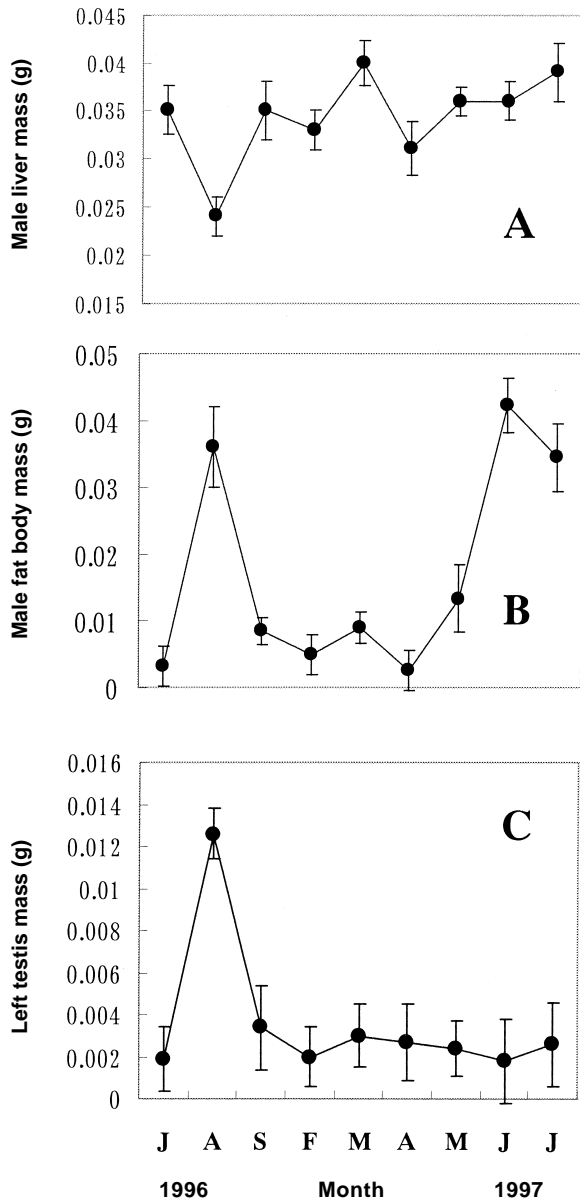 Male liver mass (g)
0.045
0.04
0.035
0.03
0.025
0.02
0.015
A
Male fat body mass (g)
0.05
0.04
0.03
0.02
0.01
0
B
Left testis mass (g)
0.016
0.014
0.012
0.01
0.008
0.006
0.004
0.002
0
C
J A S F M A M J J
1996 Month 1997